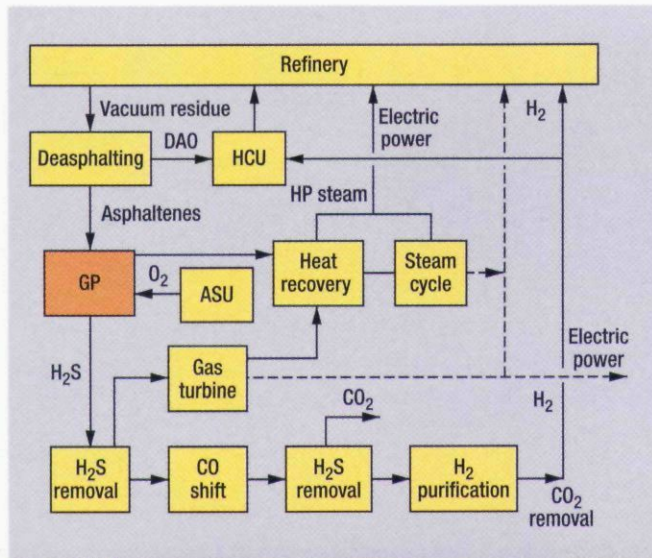 Refinery
Vacuum residue
Electric
power
H₂
Deasphalting
DAO
HCU
HP steam
Asphaltenes
GP
O₂
ASU
Heat
recovery
Steam
cycle
Electric
power
H₂S
Gas
turbine
CO₂
H₂
H₂S
removal
CO
shift
H₂S
removal
H₂
purification
CO₂
removal